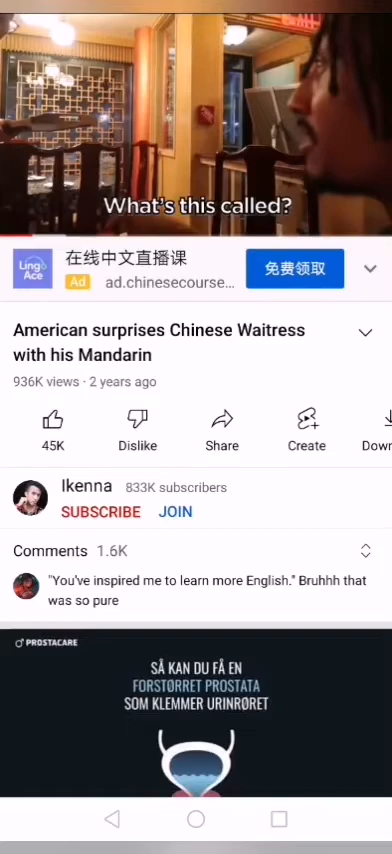 What's this called?
Lingo
Ace
在线中文直播课
Ad ad.chinesecourse...
免费领取
American surprises Chinese Waitress
with his Mandarin
936K views · 2 years ago
45K Dislike Share Create Down
Ikenna 833K subscribers
SUBSCRIBE JOIN
Comments 1.6K
"You've inspired me to learn more English." Bruhhh that
was so pure
PROSTACARE
SÅ KAN DU FÅ EN
FORSTØRRET PROSTATA
SOM KLEMMER URINRØRET